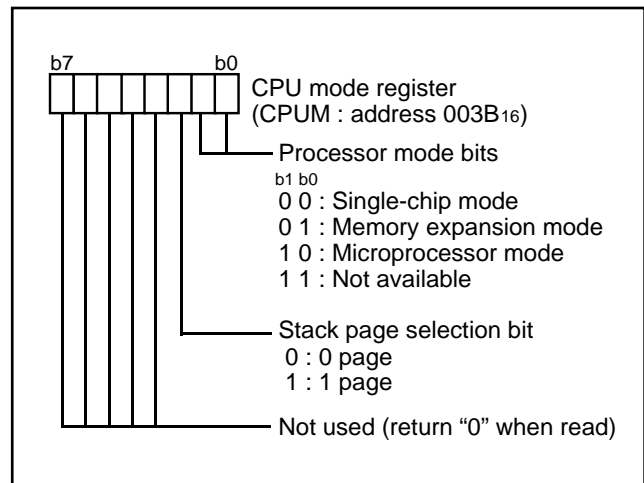 b7 b0
CPU mode register
(CPUM : address 003B16)
Processor mode bits
b1 b0
0 0 : Single-chip mode
0 1 : Memory expansion mode
1 0 : Microprocessor mode
1 1 : Not available
Stack page selection bit
0 : 0 page
1 : 1 page
Not used (return “0” when read)